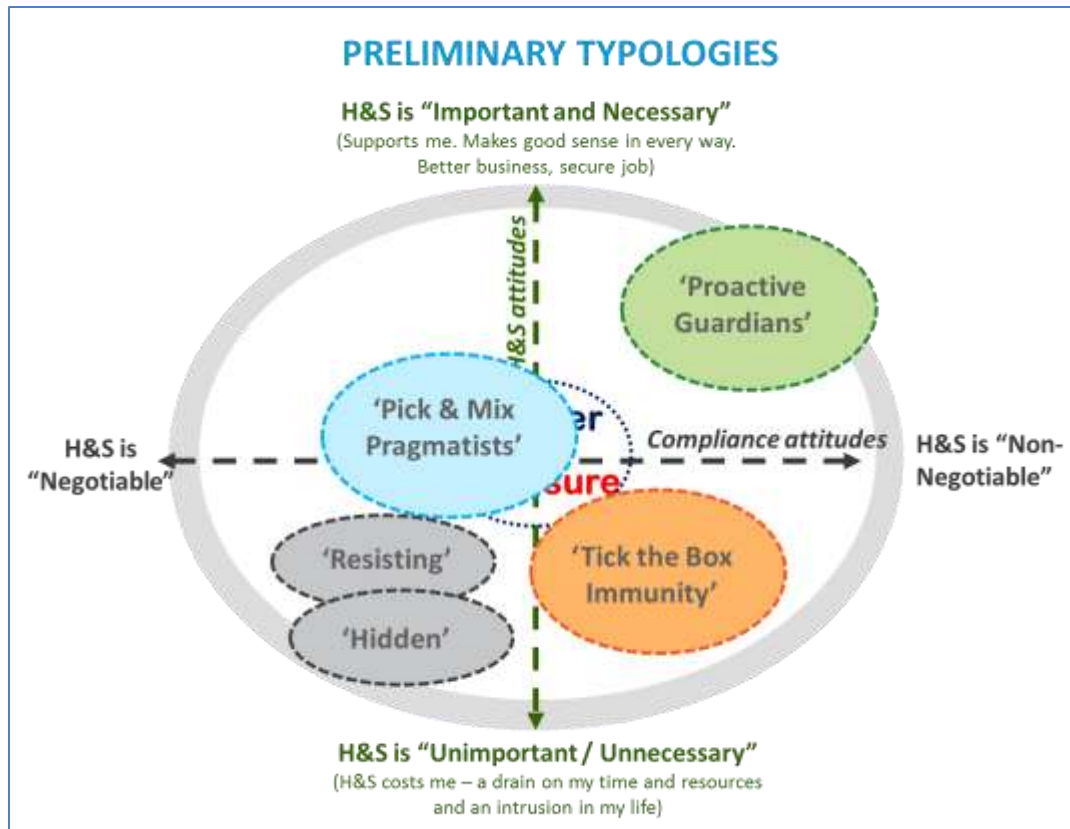 PRELIMINARY TYPOLOGIES
H&S is “Important and Necessary”
(Supports me. Makes good sense in every way.
Better business, secure job)
H&S attitudes
‘Proactive
Guardians’
‘Pick & Mix
Pragmatists’
Compliance attitudes
H&S is
“Negotiable”
H&S is “Non-
Negotiable”
‘Resisting’
‘Tick the Box
Immunity’
‘Hidden’
H&S is “Unimportant / Unnecessary”
(H&S costs me – a drain on my time and resources
and an intrusion in my life)